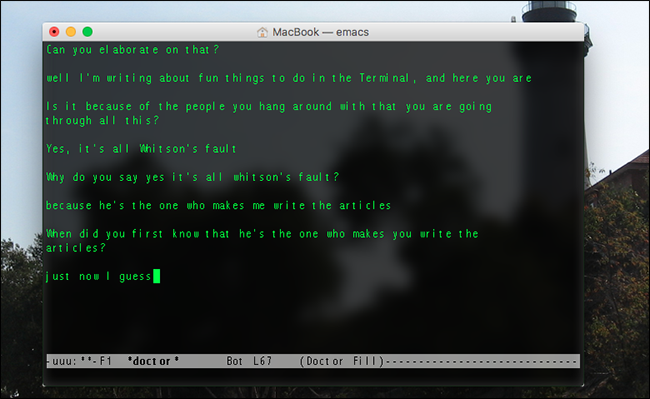 MacBook — emacs
Can you elaborate on that?
well I'm writing about fun things to do in the Terminal, and here you are
Is it because of the people you hang around with that you are going
through all this?
Yes, it's all Whitson's fault
Why do you say yes it's all whitson's fault?
because he's the one who makes me write the articles
When did you first know that he's the one who makes you write the
articles?
just now I guess
-uuu:**-F1  *doctor*       Bot L67    (Doctor Fill)----------------------------